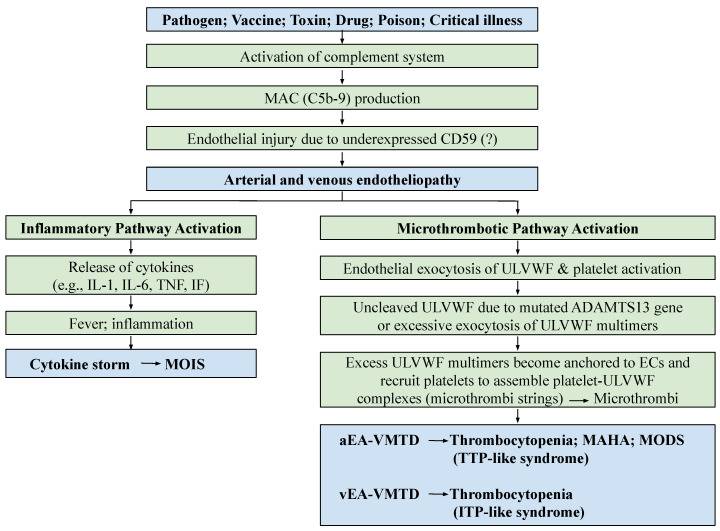 Pathogen; Vaccine; Toxin; Drug; Poison; Critical illness
Activation of complement system
MAC (C5b-9) production
Endothelial injury due to underexpressed CD59 (?)
Arterial and venous endotheliopathy
Inflammatory Pathway Activation
Release of cytokines
(e.g., IL-1, IL-6, TNF, IF)
Fever; inflammation
Cytokine storm → MOIS
Microthrombotic Pathway Activation
Endothelial exocytosis of ULVWF & platelet activation
Uncleaved ULVWF due to mutated ADAMTS13 gene
or excessive exocytosis of ULVWF multimers
Excess ULVWF multimers become anchored to ECs and
recruit platelets to assemble platelet-ULVWF
complexes (microthrombi strings) → Microthrombi
aEA-VMTD → Thrombocytopenia; MAHA; MODS
(TTP-like syndrome)
vEA-VMTD → Thrombocytopenia
(ITP-like syndrome)